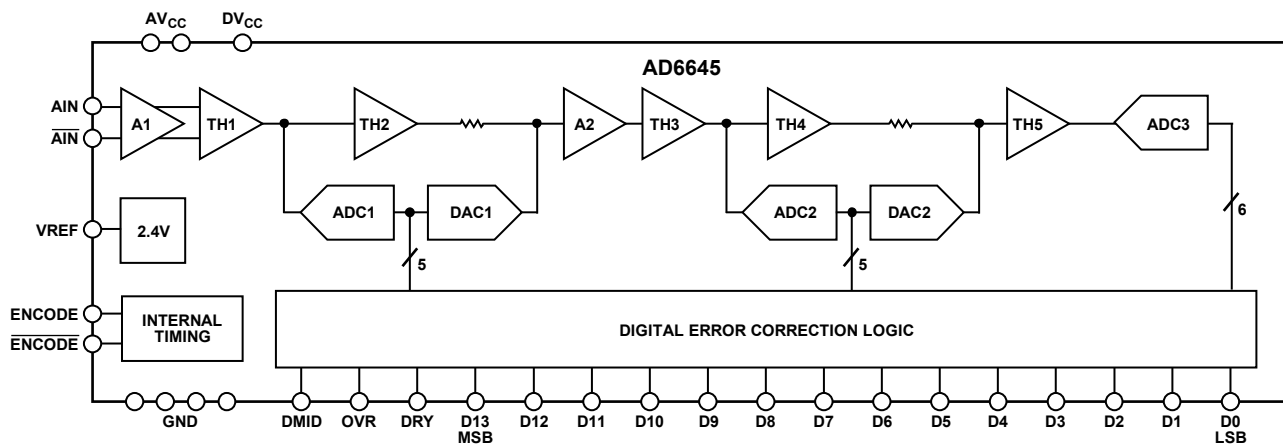 AVCC DVCC
AD6645
AIN
AIN
A1
TH1
TH2
A2
TH3
TH4
TH5
ADC3
ADC1
DAC1
ADC2
DAC2
VREF
2.4V
5
5
6
ENCODE
ENCODE
INTERNAL
TIMING
DIGITAL ERROR CORRECTION LOGIC
GND
DMID OVR DRY D13 D12 D11 D10 D9 D8 D7 D6 D5 D4 D3 D2 D1 D0
MSB LSB